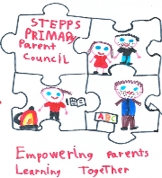 STEPPS
PRIMARY
Parent
Council
ABC
Empowering Parents
Learning Together